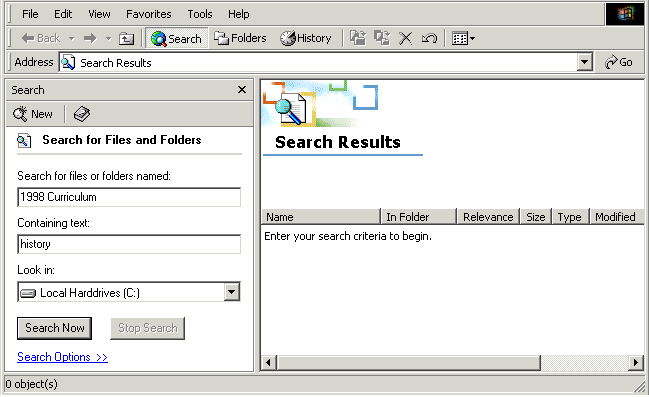 File Edit View Favorites Tools Help
Back Search Folders History
Address Search Results Go
Search
New
Search for Files and Folders
Search for files or folders named:
1998 Curriculum
Containing text:
history
Look in:
Local Harddrives (C:)
Search Now Stop Search
Search Options >>
Search Results
Name In Folder Relevance Size Type Modified
Enter your search criteria to begin.
0 object(s)